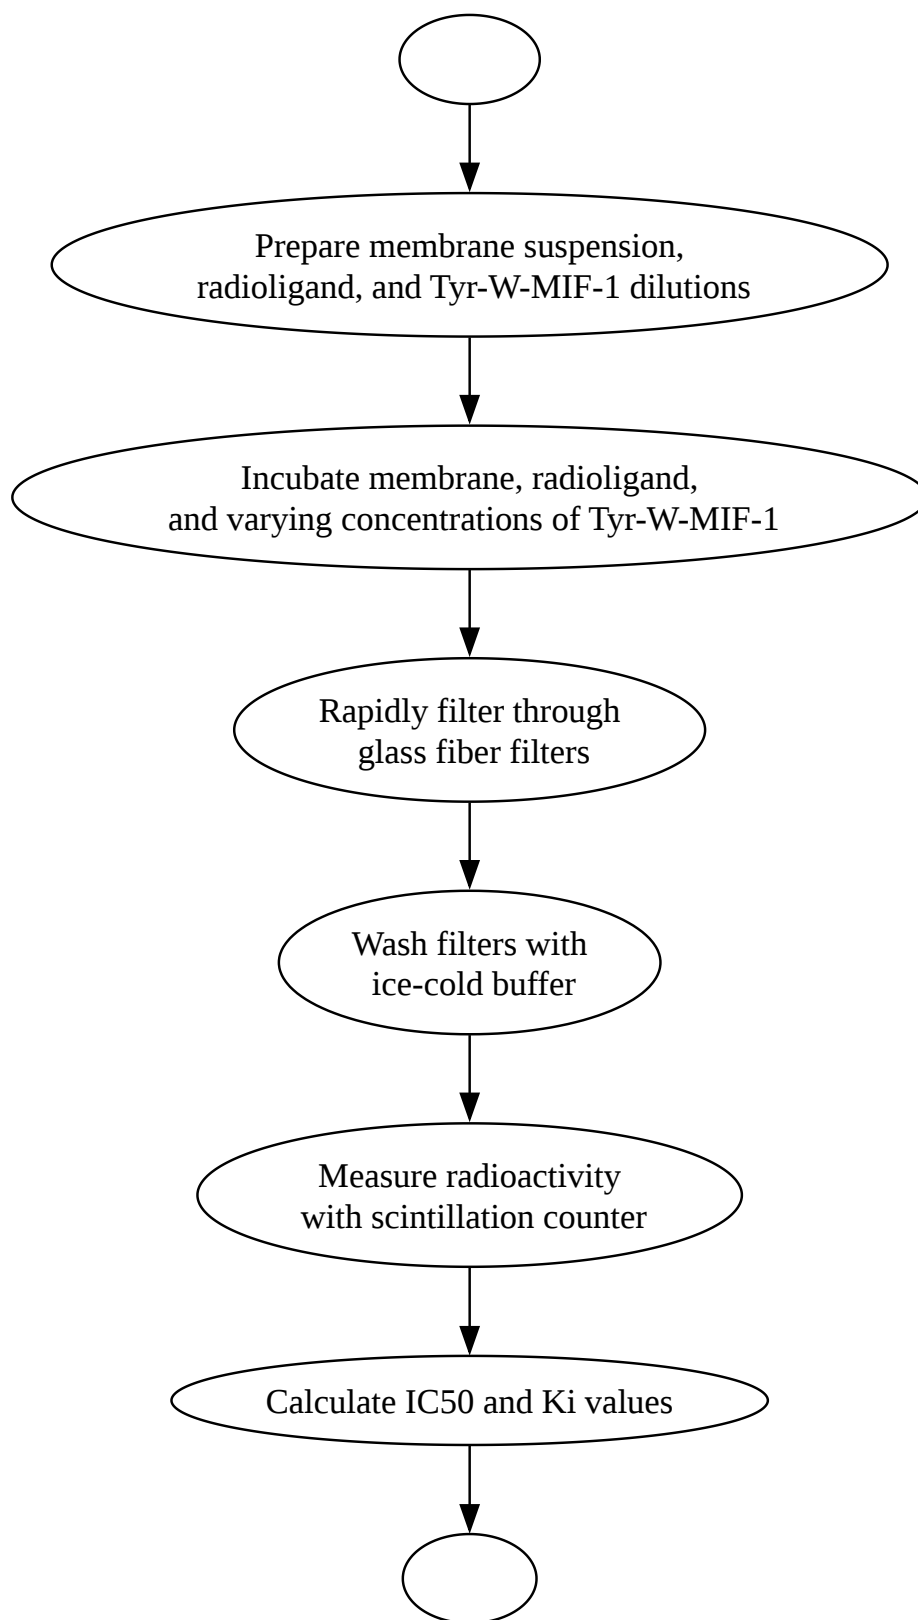 Prepare membrane suspension,
radioligand, and Tyr-W-MIF-1 dilutions
Incubate membrane, radioligand,
and varying concentrations of Tyr-W-MIF-1
Rapidly filter through
glass fiber filters
Wash filters with
ice-cold buffer
Measure radioactivity
with scintillation counter
Calculate IC50 and Ki values